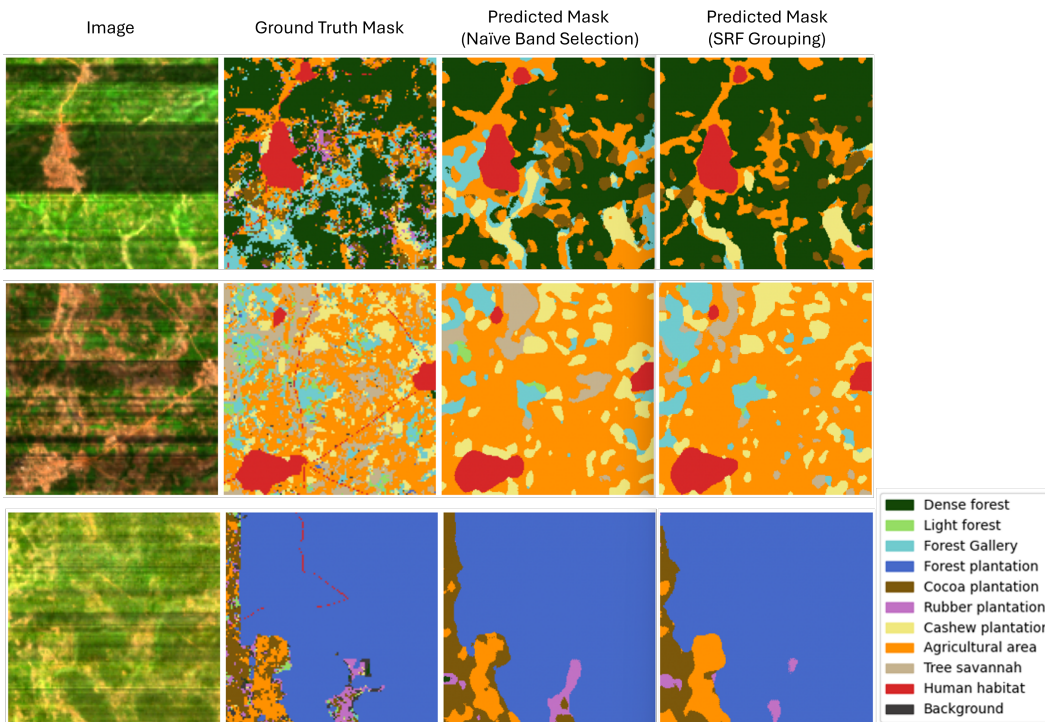 Image
Ground Truth Mask
Predicted Mask
(Naïve Band Selection)
Predicted Mask
(SRF Grouping)
Dense forest
Light forest
Forest Gallery
Forest plantation
Cocoa plantation
Rubber plantation
Cashew plantation
Agricultural area
Tree savannah
Human habitat
Background